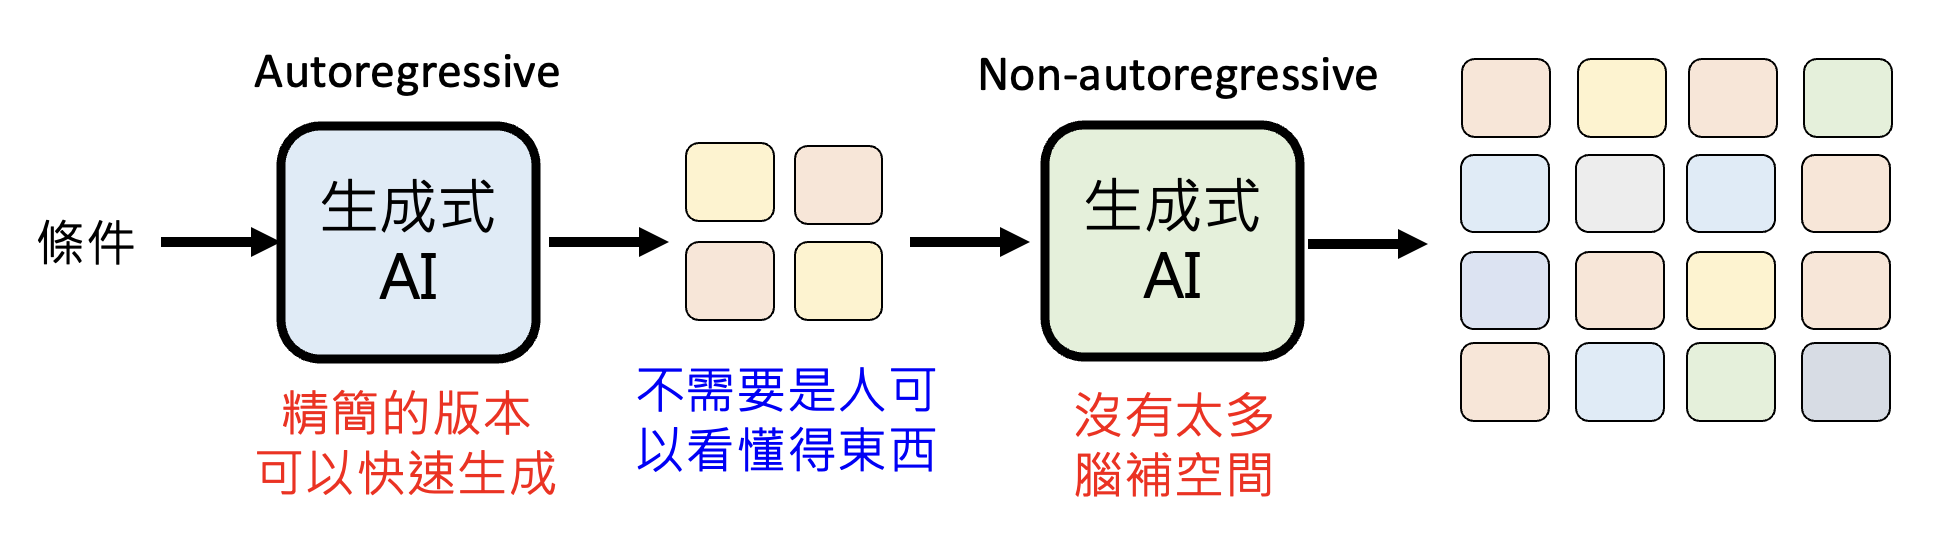 Autoregressive
Non-autoregressive
條件
生成式
AI
生成式
AI
精簡的版本
可以快速生成
不需要是人可
以看懂得東西
沒有太多
腦補空間